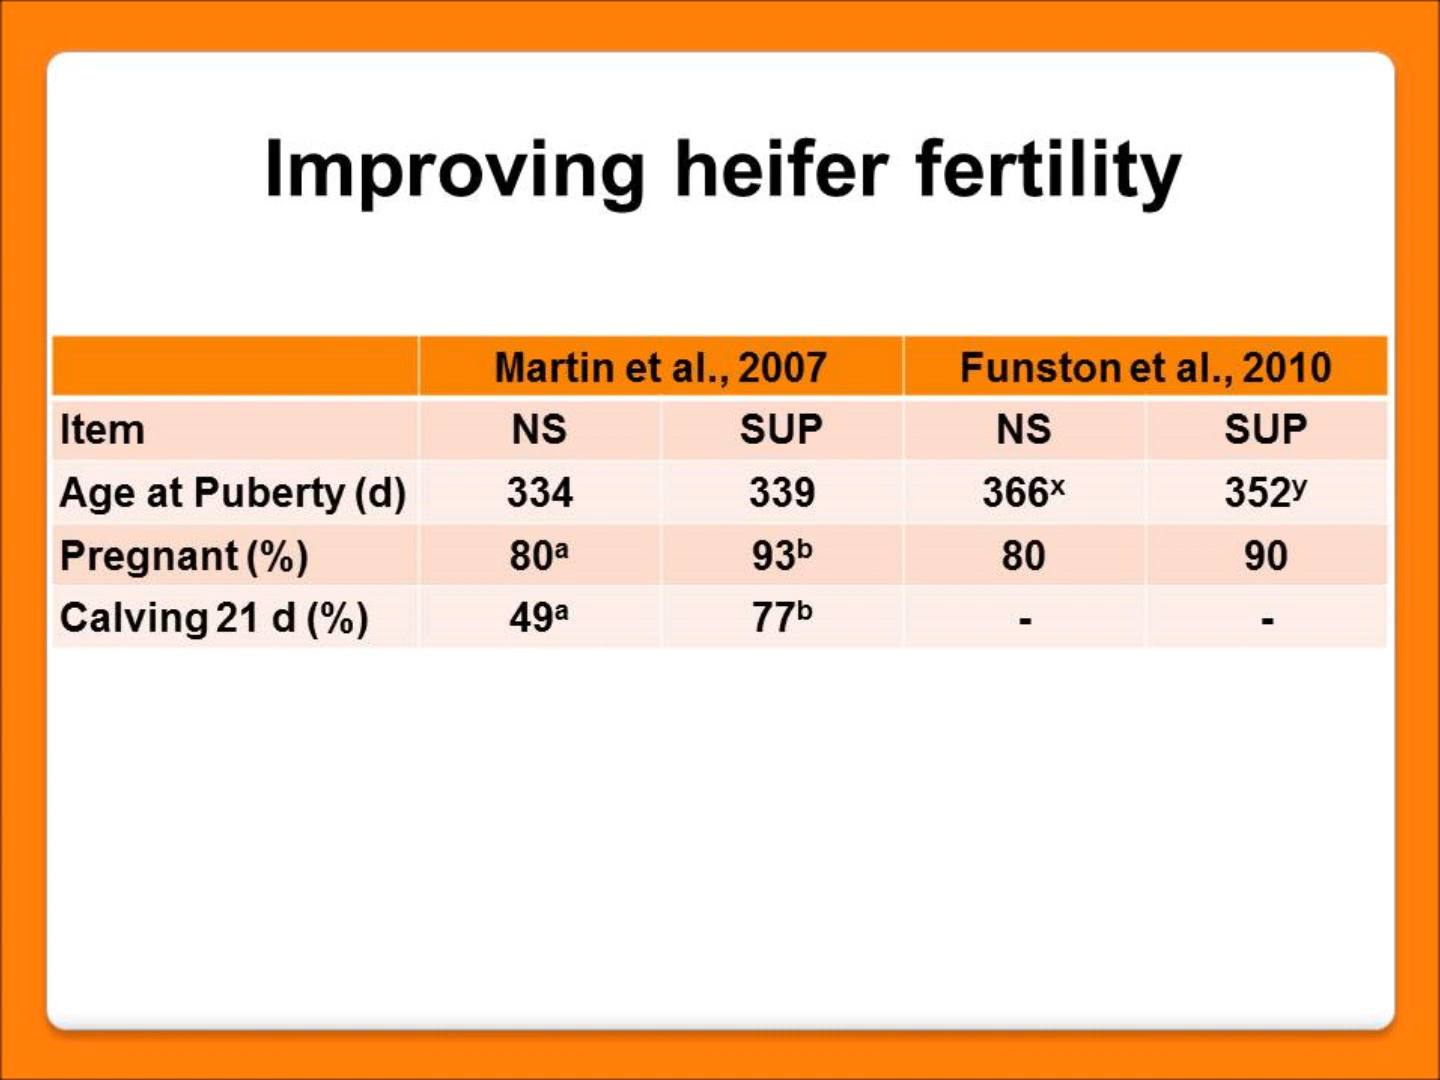 Improving heifer fertility
Martin et al., 2007 Funston et al., 2010
Item NS SUP NS SUP
Age at Puberty (d) 334 339 366ˣ 352ʸ
Pregnant (%) 80ᵃ 93ᵇ 80 90
Calving 21 d (%) 49ᵃ 77ᵇ - -